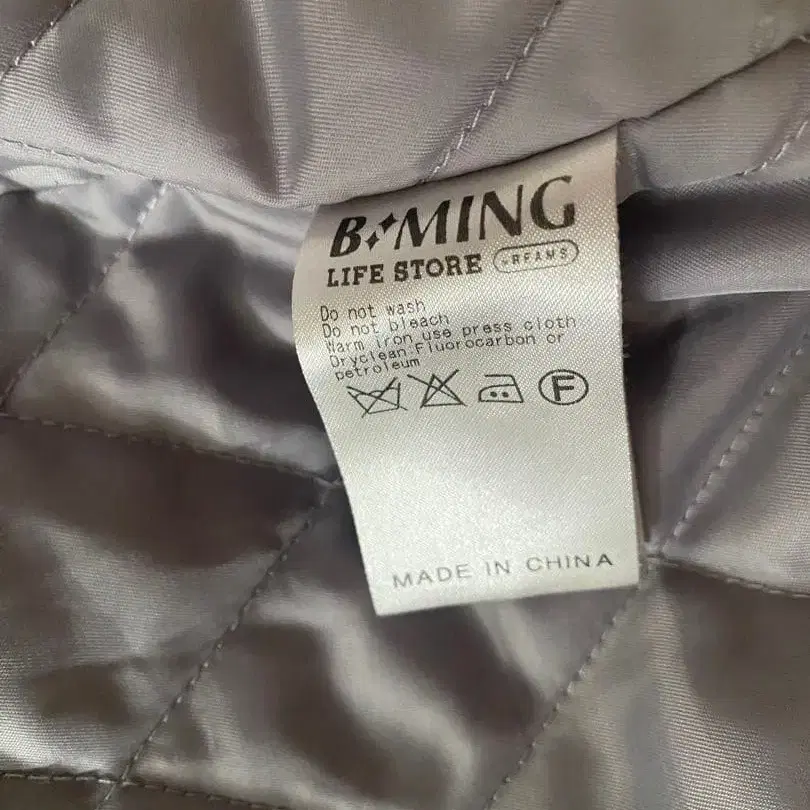 B MING
LIFE STORE BEAMS
Do not wash
Do not bleach
Warm iron use press cloth
Dryclean Fluorocarbon or
petroleum
F
MADE IN CHINA